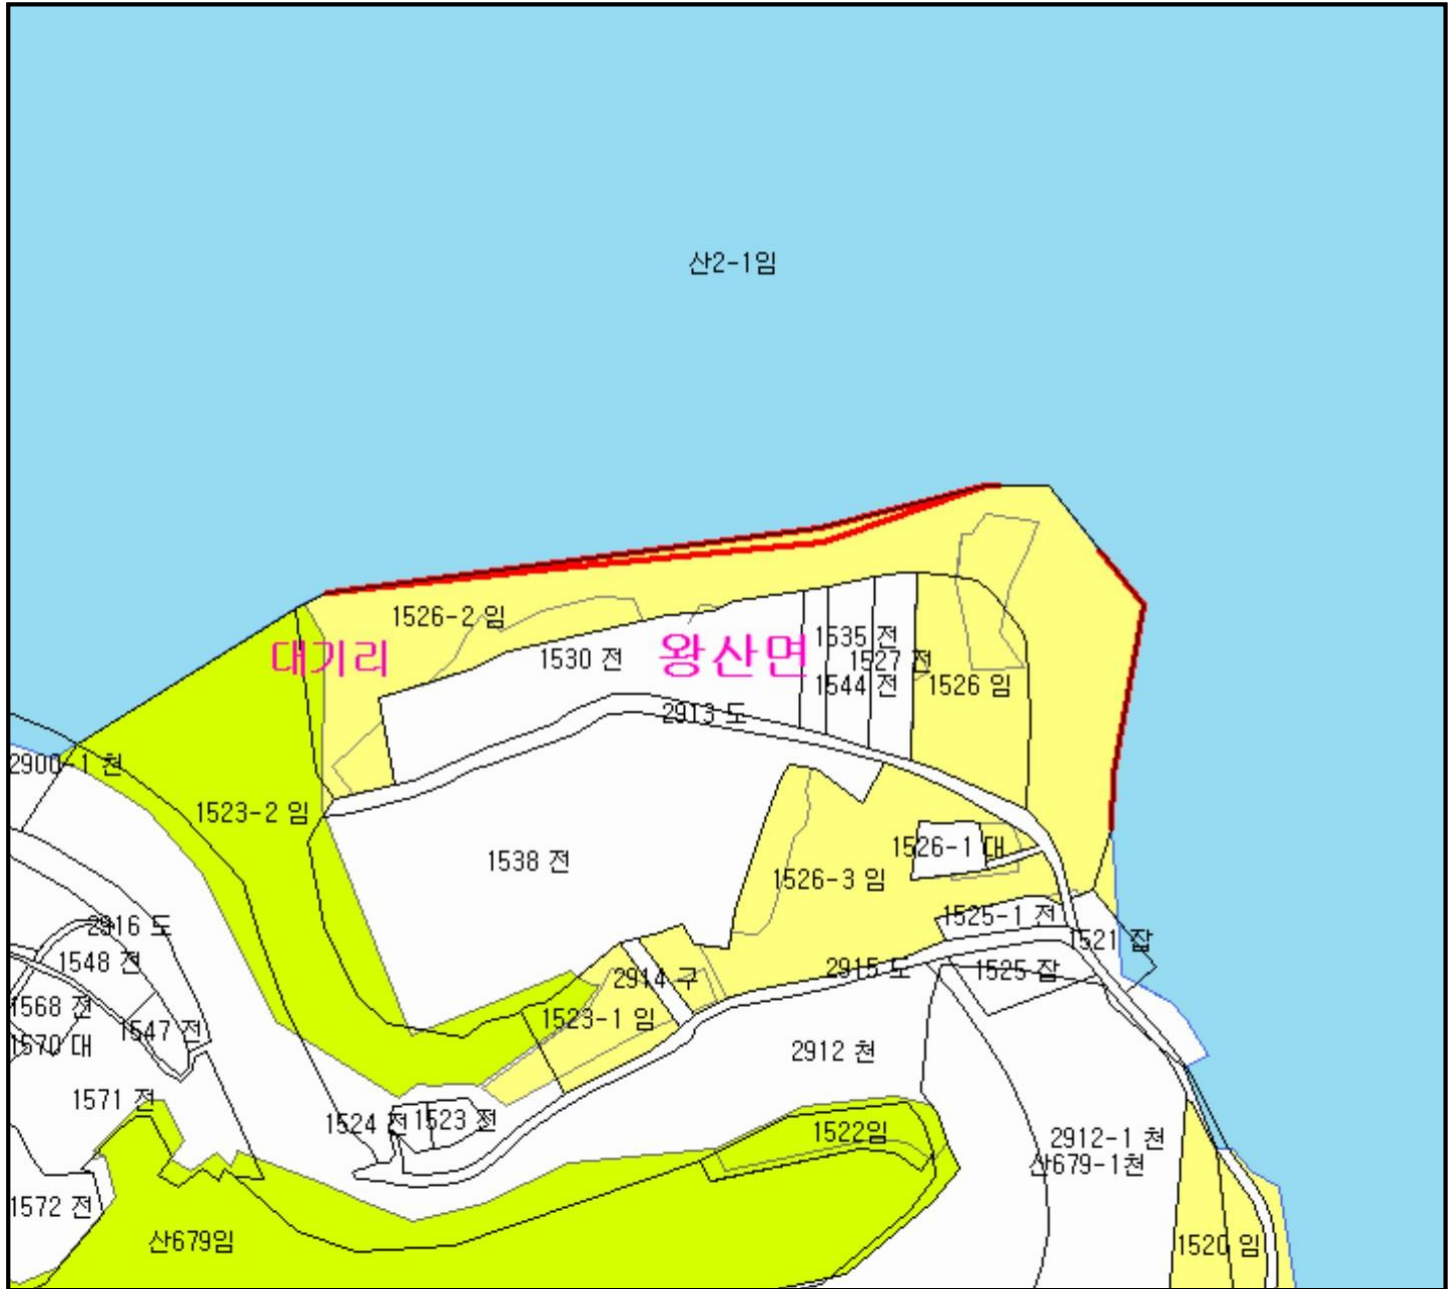 산2-1임
1526-2 임
대기리
1530 전
왕산면
1535 전
1527 전
1544 전
1526 임
2913 도
2900-1 천
1523-2 임
1538 전
1526-1 대
1526-3 임
1525-1 전
2916 도
1548 전
1521 잡
2915 도
1525 잡
2914 구
1568 전
1523-1 임
1547 전
1570 대
2912 천
1571 전
1524 전
1523 전
1522임
2912-1 천
산679-1천
1572 전
산679임
1520 임